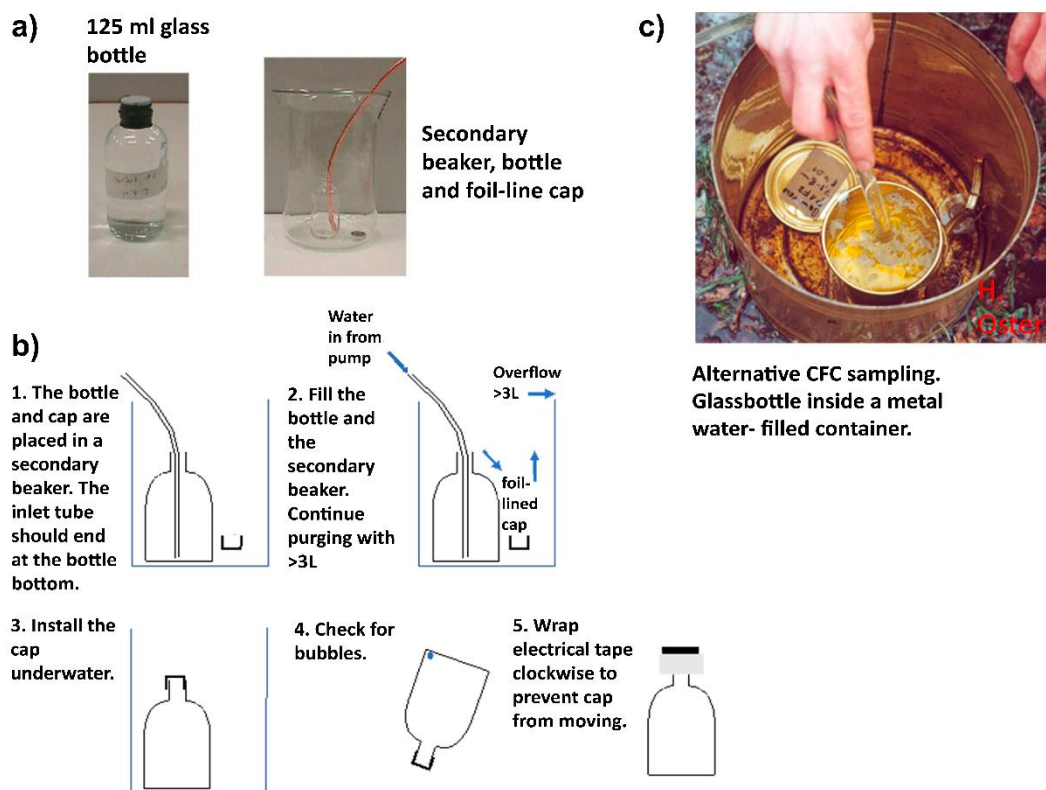 a)
125 ml glass
bottle
Secondary
beaker, bottle
and foil-line cap
c)
H.
Oster
Alternative CFC sampling.
Glassbottle inside a metal
water- filled container.
b)
1. The bottle
and cap are
placed in a
secondary
beaker. The
inlet tube
should end
at the bottle
bottom.
Water
in from
pump
2. Fill the
bottle and
the
secondary
beaker.
Continue
purging with
>3L
Overflow
>3L
foil-
lined
cap
3. Install the
cap
underwater.
4. Check for
bubbles.
5. Wrap
electrical tape
clockwise to
prevent cap
from moving.